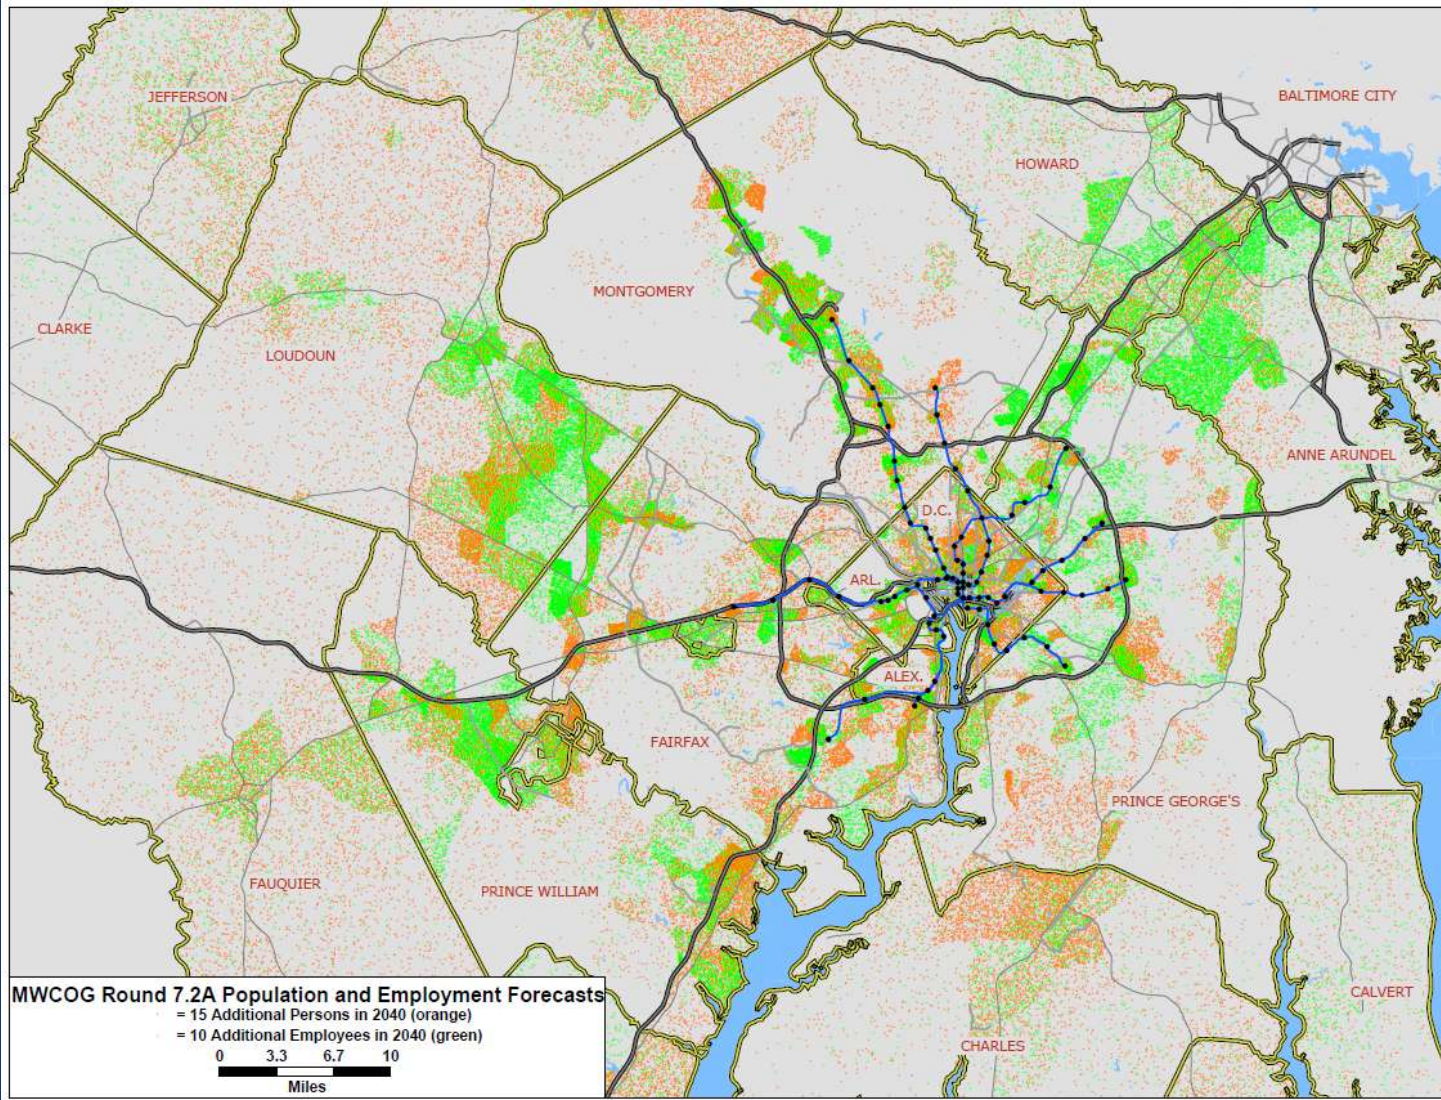 JEFFERSON
BALTIMORE CITY
HOWARD
MONTGOMERY
CLARKE
LOUDOUN
ANNE ARUNDEL
D.C.
ARL.
ALEX.
FAIRFAX
PRINCE GEORGE'S
FAUQUIER
PRINCE WILLIAM
CALVERT
CHARLES
MWCOG Round 7.2A Population and Employment Forecasts
= 15 Additional Persons in 2040 (orange)
= 10 Additional Employees in 2040 (green)
0 3.3 6.7 10
Miles